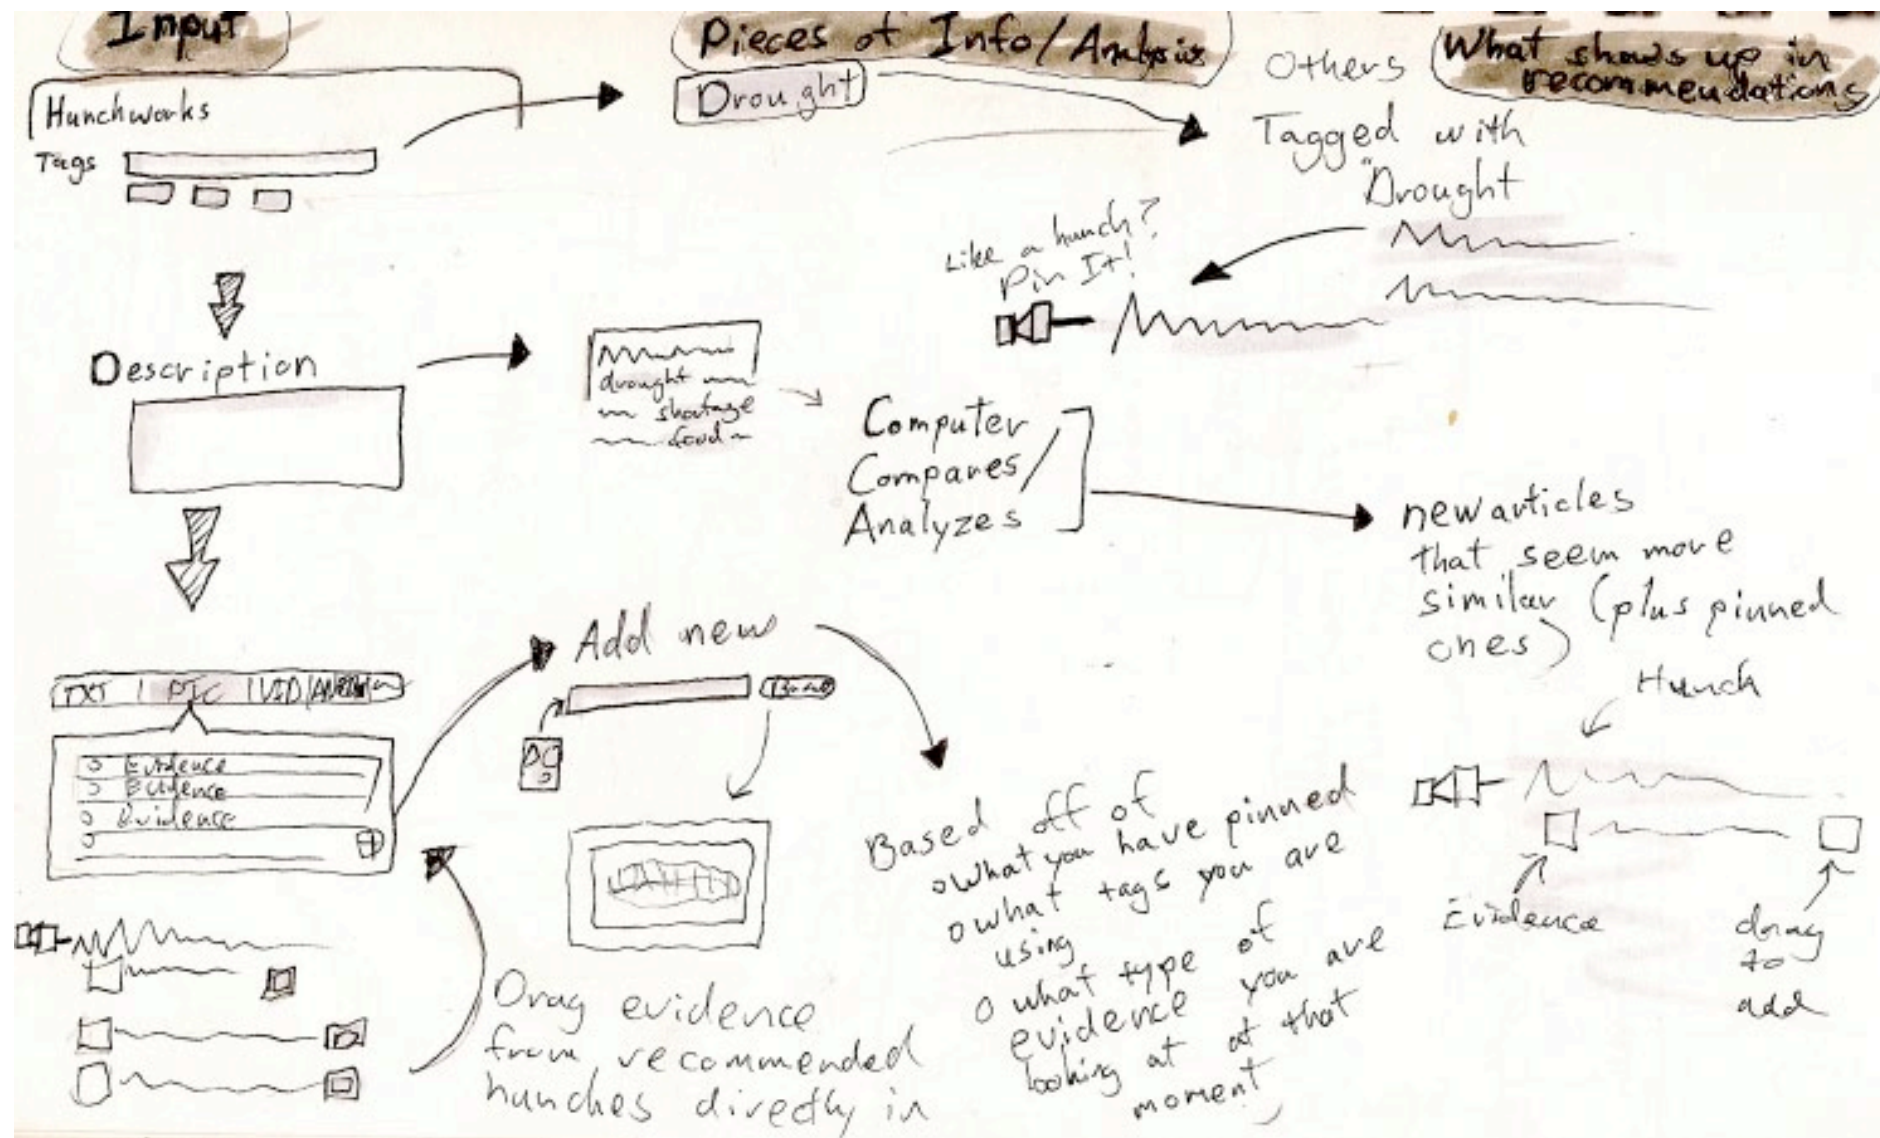 Input
Pieces of Info/Analysis
What shows up in
recommendations
Hunchworks
Tags
Drought
Others
Tagged with
"Drought
Like a hunch?
Pin It!
Description
drought
shortage
food
Computer
Compares/
Analyzes
new articles
that seem more
similar (plus pinned
ones)
Hunch
Evidence
drag
to
add
TXT | PIC | VID/
Evidence
Evidence
Evidence
Add new
PC
Based off of
o what you have pinned
o what tags you are
using
o what type of
evidence you are
looking at at that
moment
Drag evidence
from recommended
hunches directly in